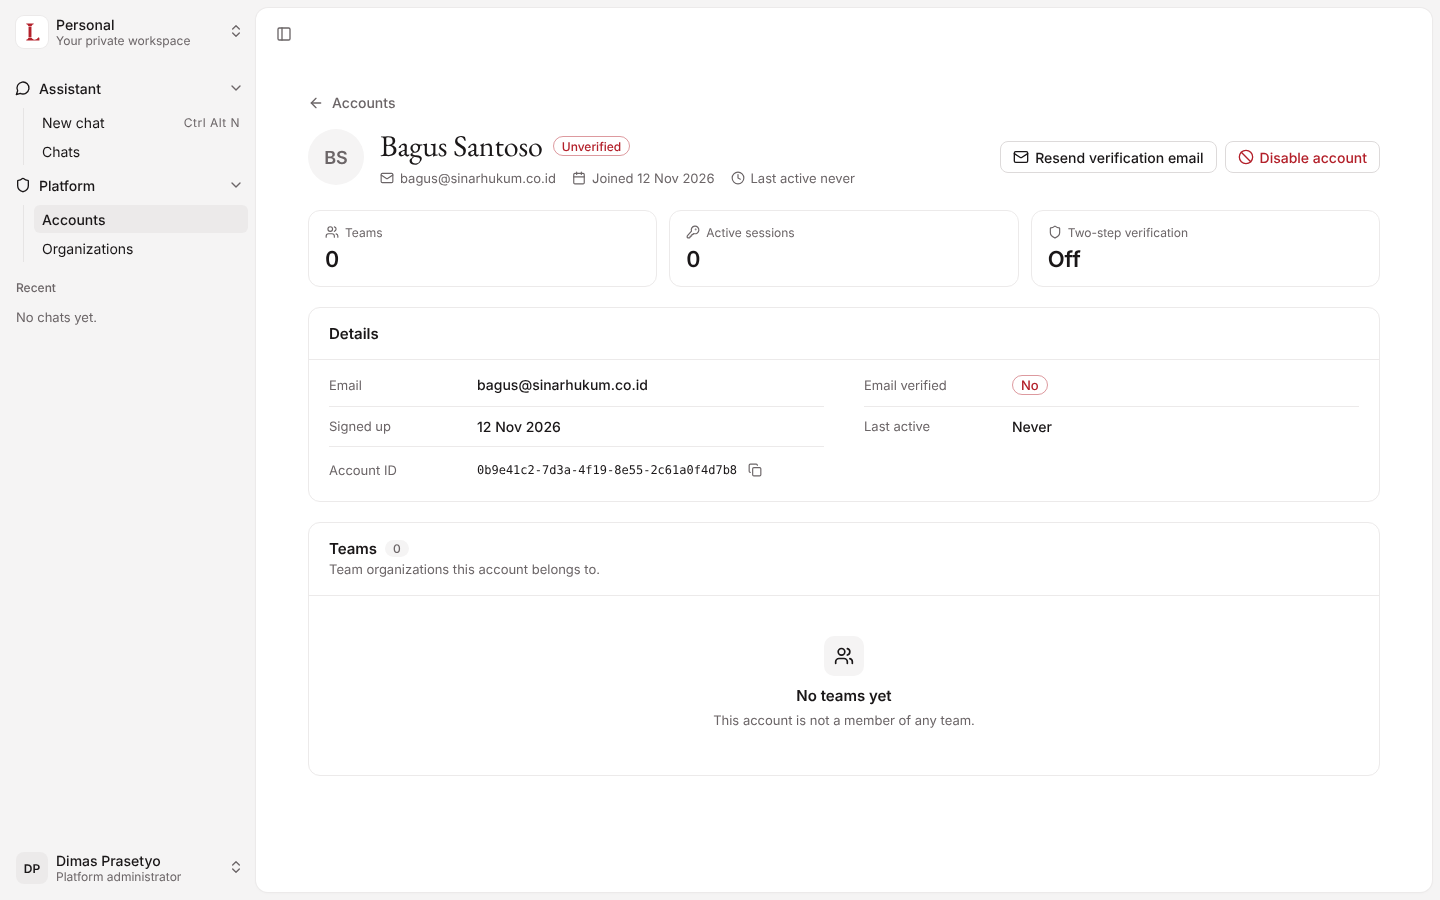 L
Personal
Your private workspace
Assistant
New chat
Ctrl Alt N
Chats
Platform
Accounts
Organizations
Recent
No chats yet.
DP
Dimas Prasetyo
Platform administrator
Accounts
BS
Bagus Santoso
Unverified
bagus@sinarhukum.co.id
Joined 12 Nov 2026
Last active never
Resend verification email
Disable account
Teams
0
Active sessions
0
Two-step verification
Off
Details
Email
bagus@sinarhukum.co.id
Email verified
No
Signed up
12 Nov 2026
Last active
Never
Account ID
0b9e41c2-7d3a-4f19-8e55-2c61a0f4d7b8
Teams 0
Team organizations this account belongs to.
No teams yet
This account is not a member of any team.